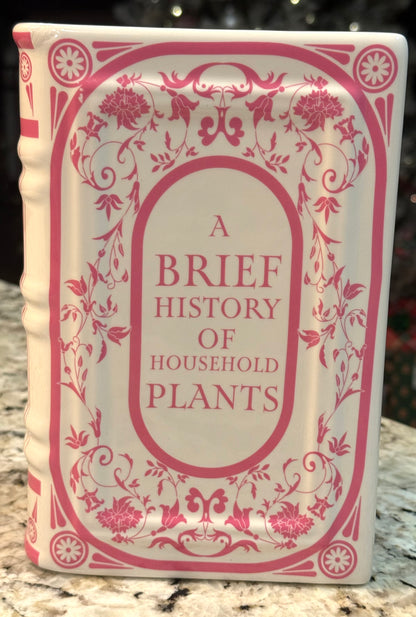 A
BRIEF
HISTORY
OF
HOUSEHOLD
PLANTS